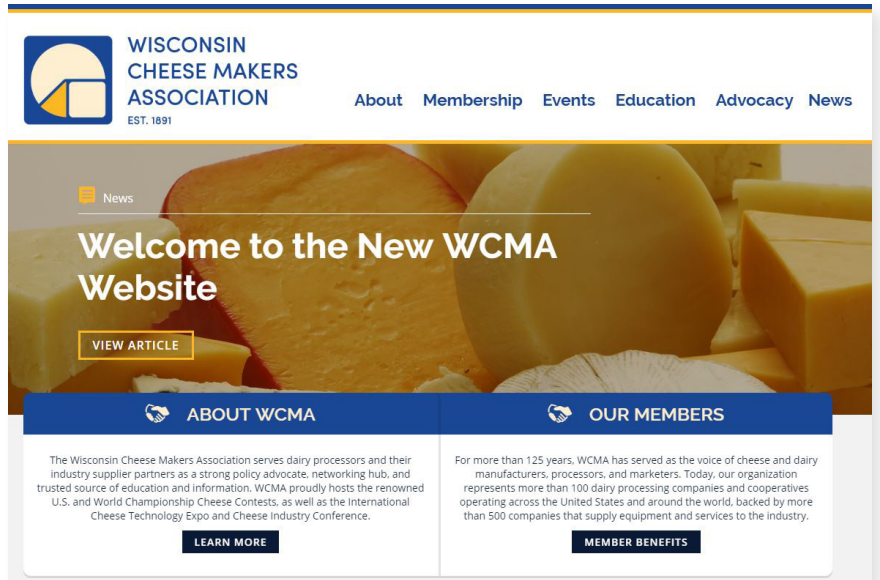 WISCONSIN
CHEESE MAKERS
ASSOCIATION
EST. 1891
About Membership Events Education Advocacy News
News
Welcome to the New WCMA
Website
VIEW ARTICLE
ABOUT WCMA
The Wisconsin Cheese Makers Association serves dairy processors and their
industry supplier partners as a strong policy advocate, networking hub, and
trusted source of education and information. WCMA proudly hosts the renowned
U.S. and World Championship Cheese Contests, as well as the International
Cheese Technology Expo and Cheese Industry Conference.
LEARN MORE
OUR MEMBERS
For more than 125 years, WCMA has served as the voice of cheese and dairy
manufacturers, processors, and marketers. Today, our organization
represents more than 100 dairy processing companies and cooperatives
operating across the United States and around the world, backed by more
than 500 companies that supply equipment and services to the industry.
MEMBER BENEFITS